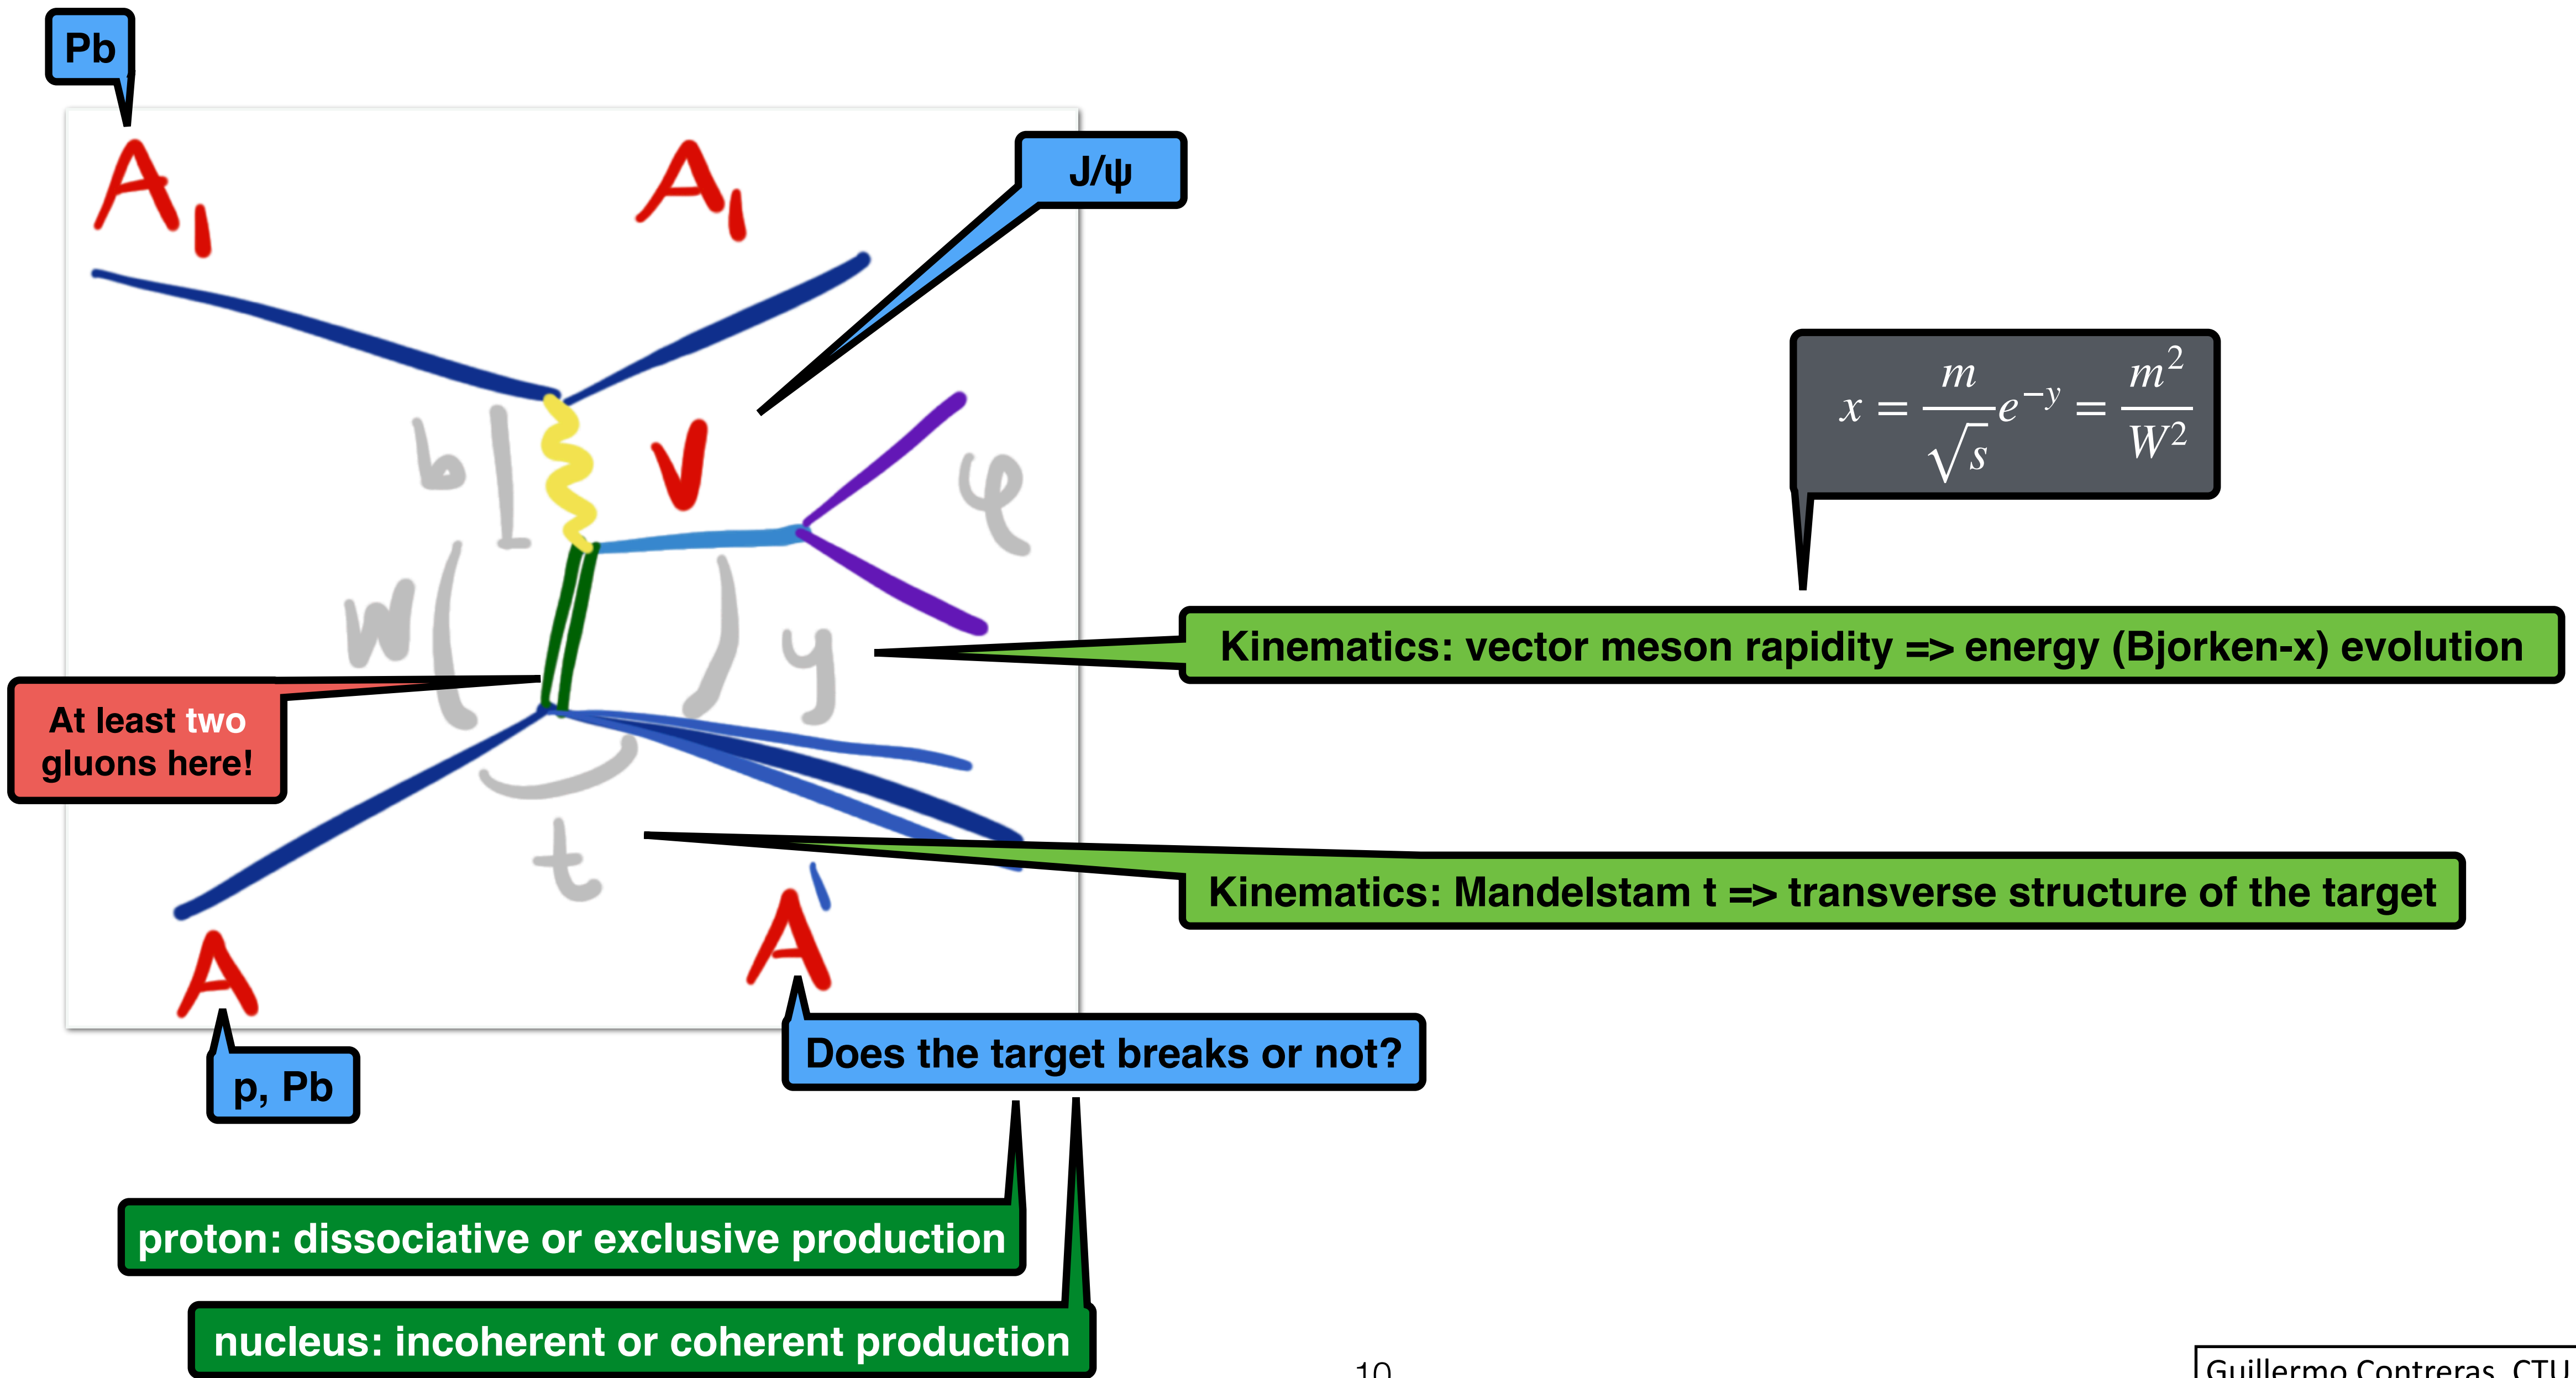 Pb
A₁
A₁
J/ψ
x = m/√s e^{−y} = m²/W²
b
V
φ
W
y
Kinematics: vector meson rapidity => energy (Bjorken-x) evolution
At least two
gluons here!
t
Kinematics: Mandelstam t => transverse structure of the target
A
A'
Does the target breaks or not?
p, Pb
proton: dissociative or exclusive production
nucleus: incoherent or coherent production
10
Guillermo Contreras, CTU